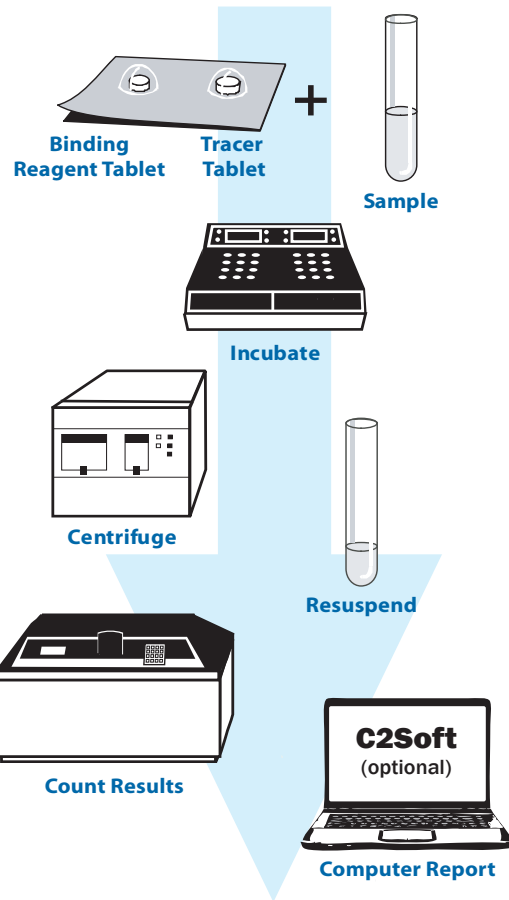 Binding
Reagent Tablet
Tracer
Tablet
+
Sample
Incubate
Centrifuge
Resuspend
Count Results
C2Soft
(optional)
Computer Report